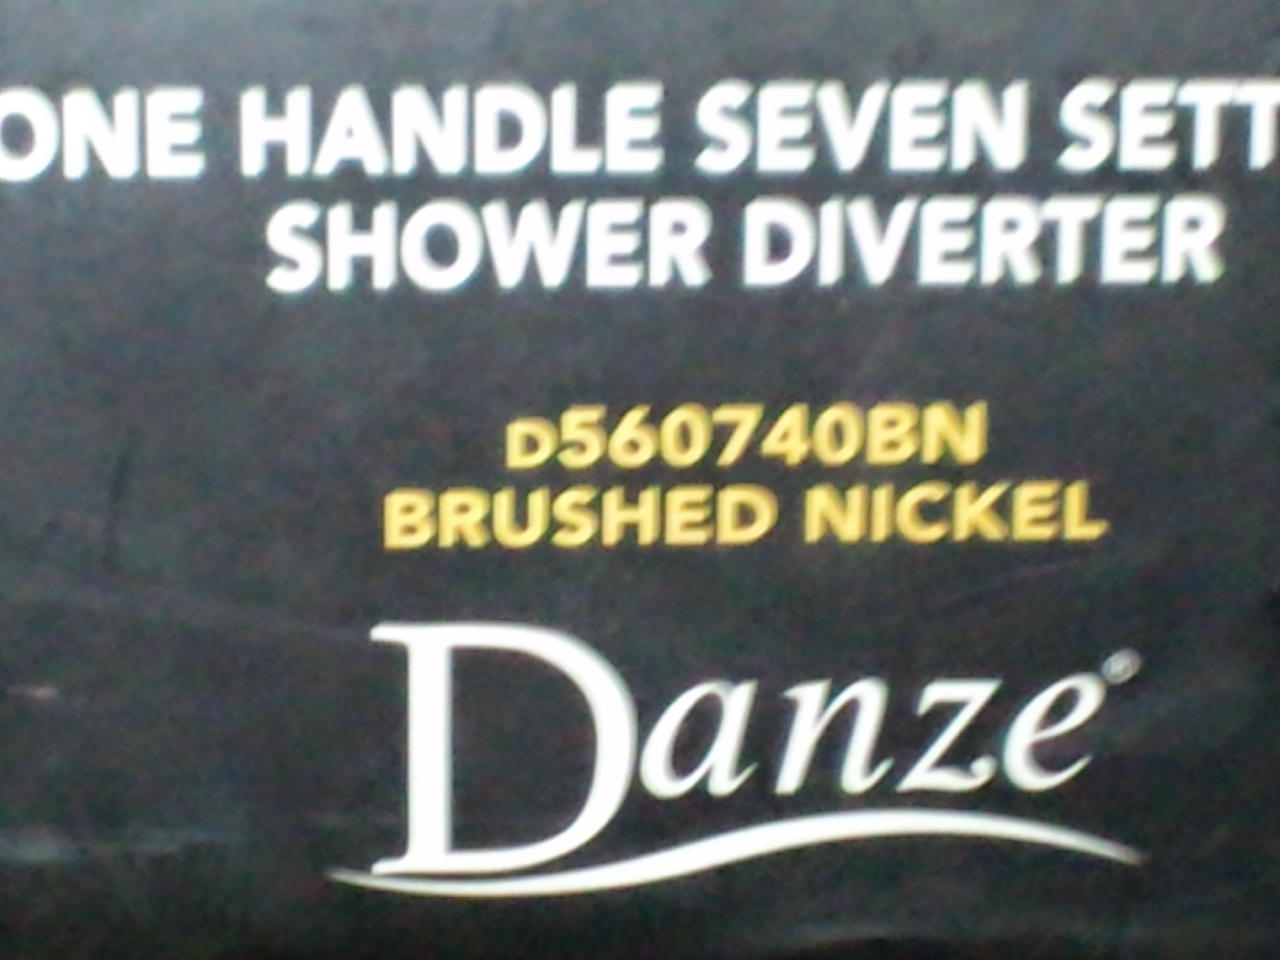 ONE HANDLE SEVEN SETT
SHOWER DIVERTER
D560740BN
BRUSHED NICKEL
Danze®